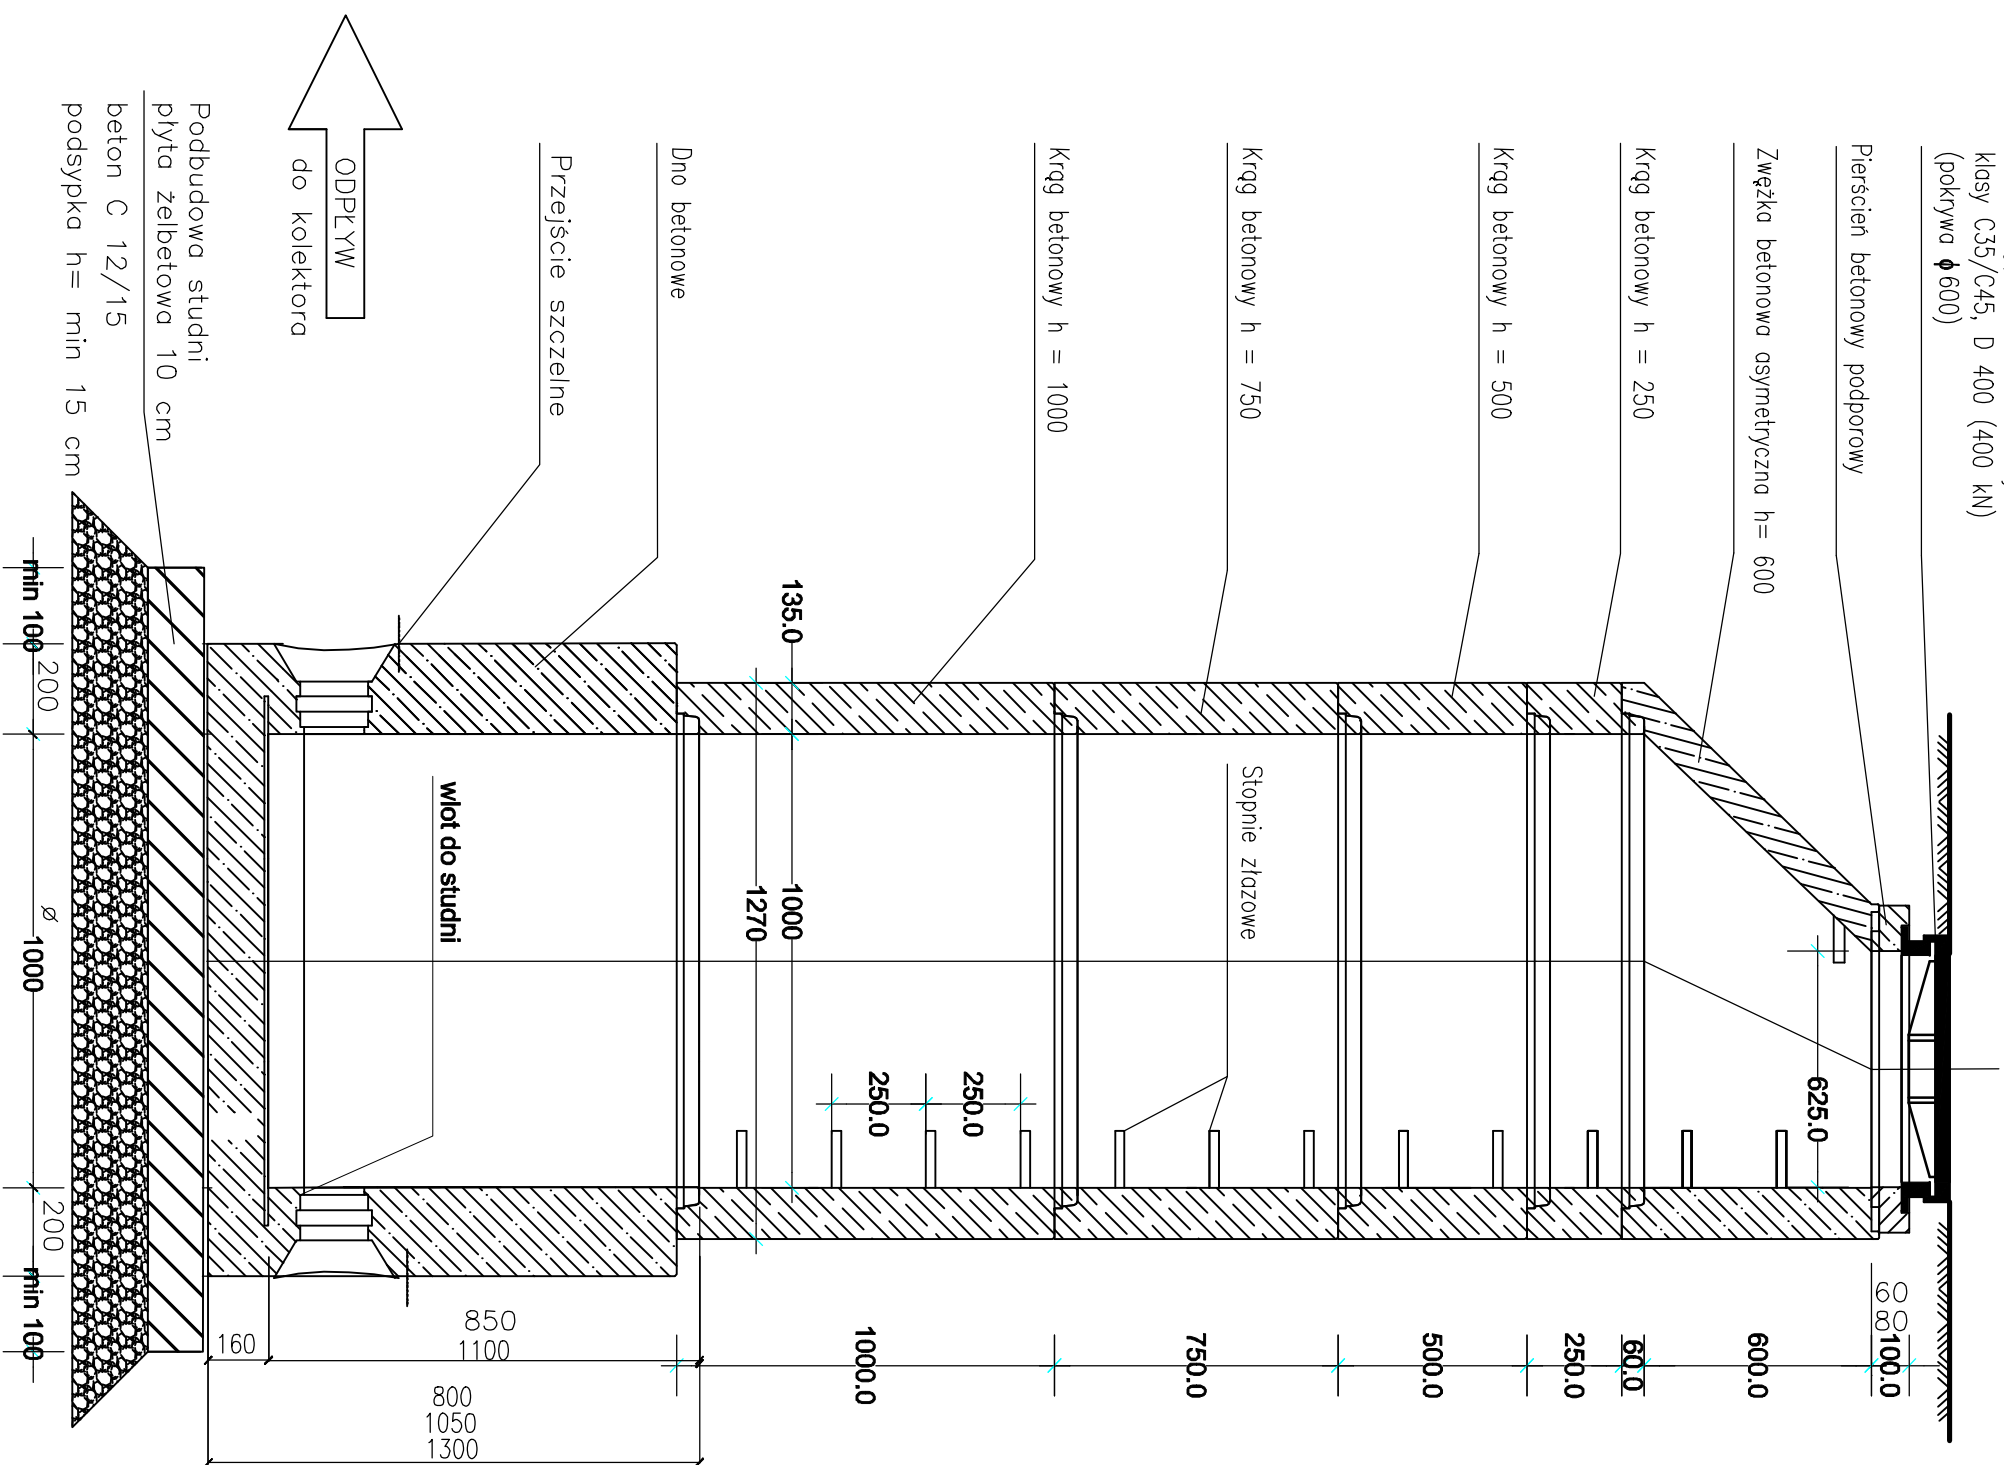 klasy C35/C45, D 400 (400 kN)
(pokrywa ϕ 600)
Pierścień betonowy podporowy
Zwężka betonowa asymetryczna h= 600
Krąg betonowy h = 250
Krąg betonowy h = 500
Krąg betonowy h = 750
Krąg betonowy h = 1000
Dno betonowe
Przejście szczelne
ODPŁYW
do kolektora
Podbudowa studni
płyta żelbetowa 10 cm
beton C 12/15
podsypka h= min 15 cm
Stopnie złazowe
wlot do studni
625.0
135.0
1000
1270
250.0
250.0
60
80
100.0
600.0
60.0
250.0
500.0
750.0
1000.0
850
1100
160
800
1050
1300
min 100
200
ø 1000
200
min 100